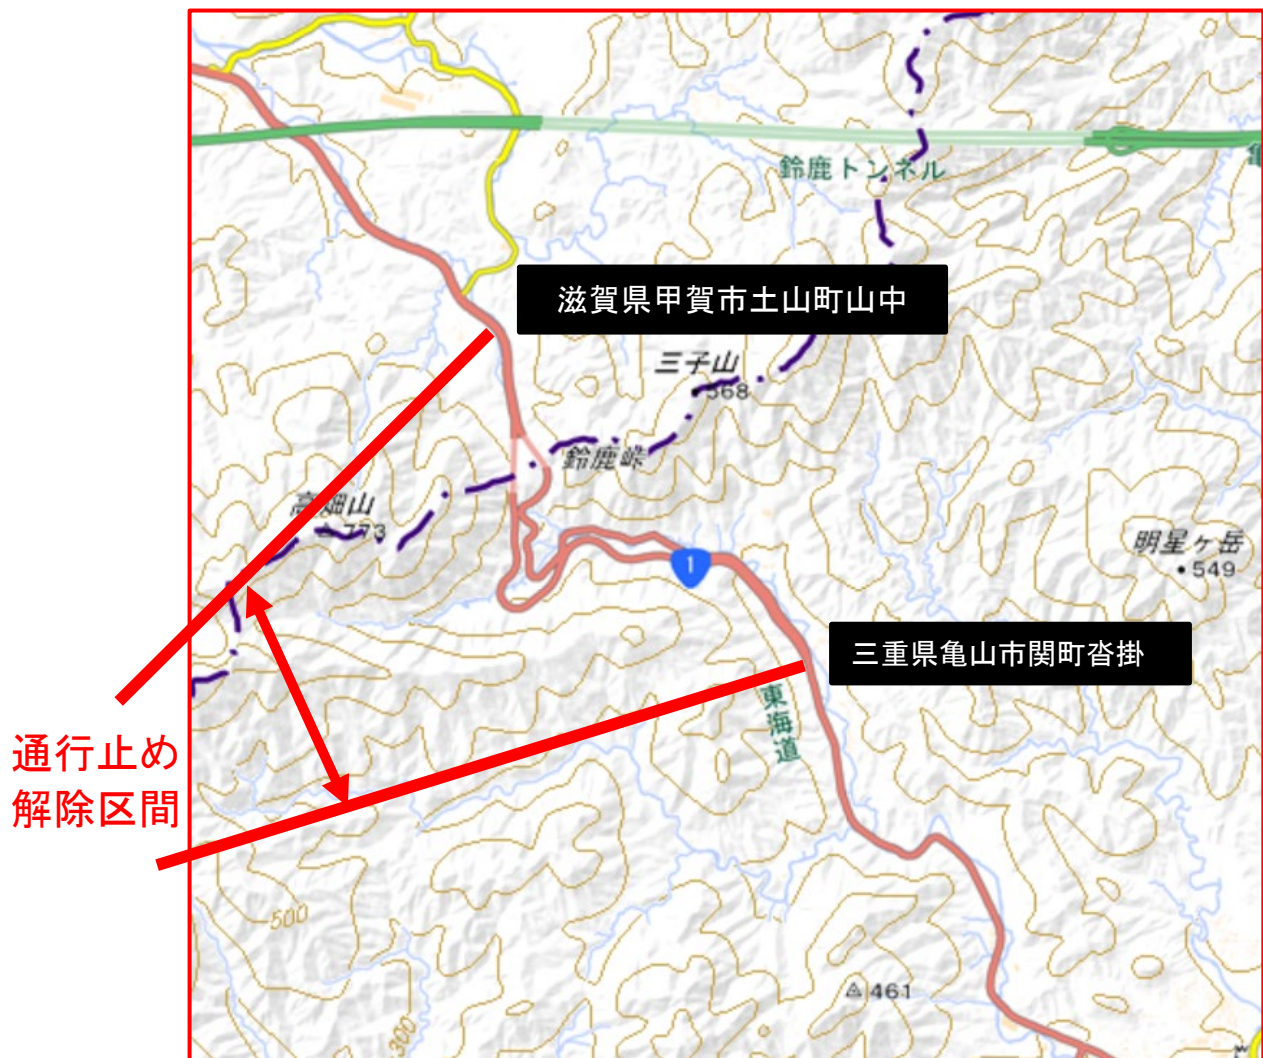 鈴鹿トンネル
亀
滋賀県甲賀市土山町山中
三子山
568
鈴鹿峠
高畑山
773
明星ヶ岳
549
1
三重県亀山市関町沓掛
東海道
通行止め
解除区間
500
461
300